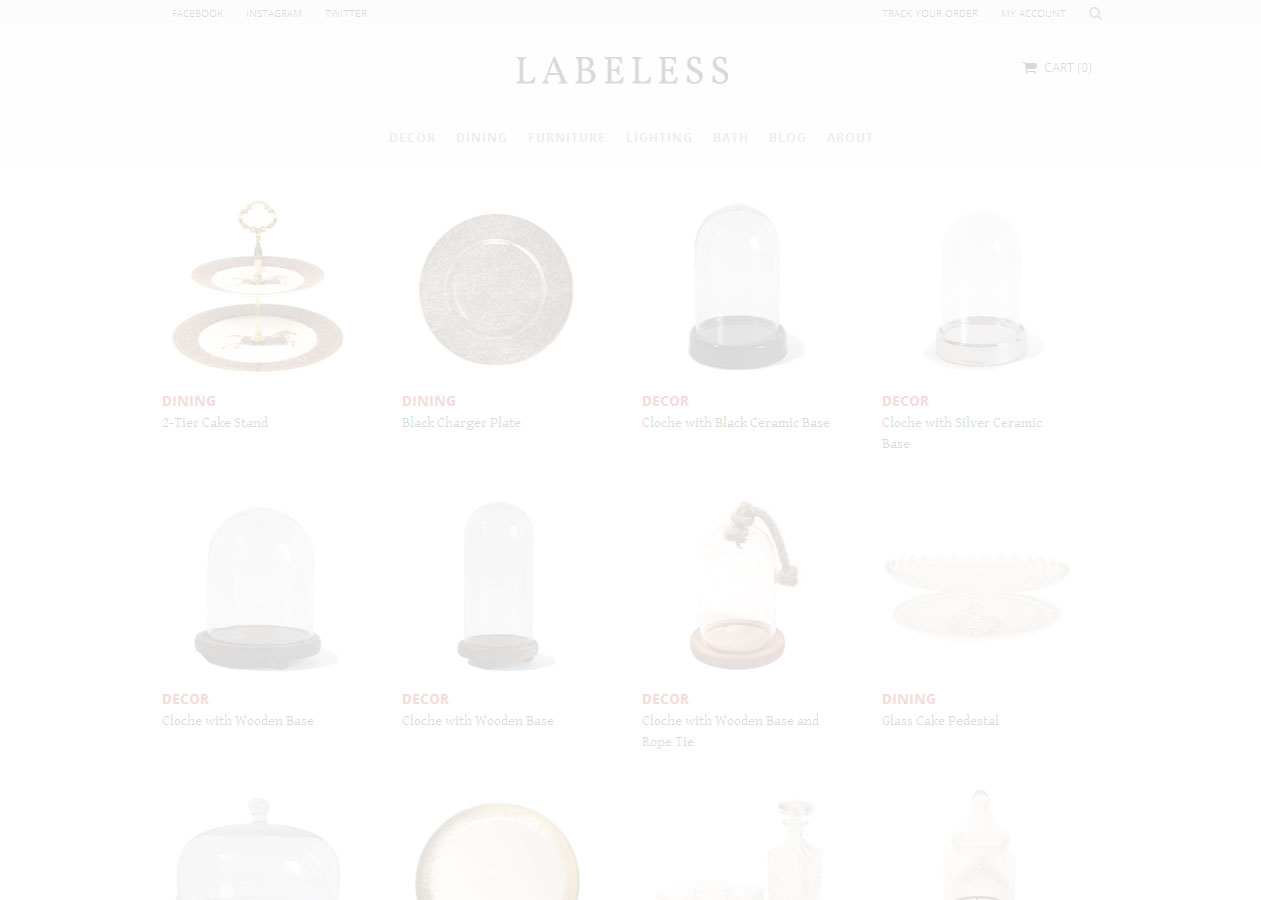 FACEBOOK INSTAGRAM TWITTER TRACK YOUR ORDER MY ACCOUNT
LABELESS
CART (0)
DECOR DINING FURNITURE LIGHTING BATH BLOG ABOUT
DINING
2-Tier Cake Stand
DINING
Black Charger Plate
DECOR
Cloche with Black Ceramic Base
DECOR
Cloche with Silver Ceramic
Base
DECOR
Cloche with Wooden Base
DECOR
Cloche with Wooden Base
DECOR
Cloche with Wooden Base and
Rope Tie
DINING
Glass Cake Pedestal